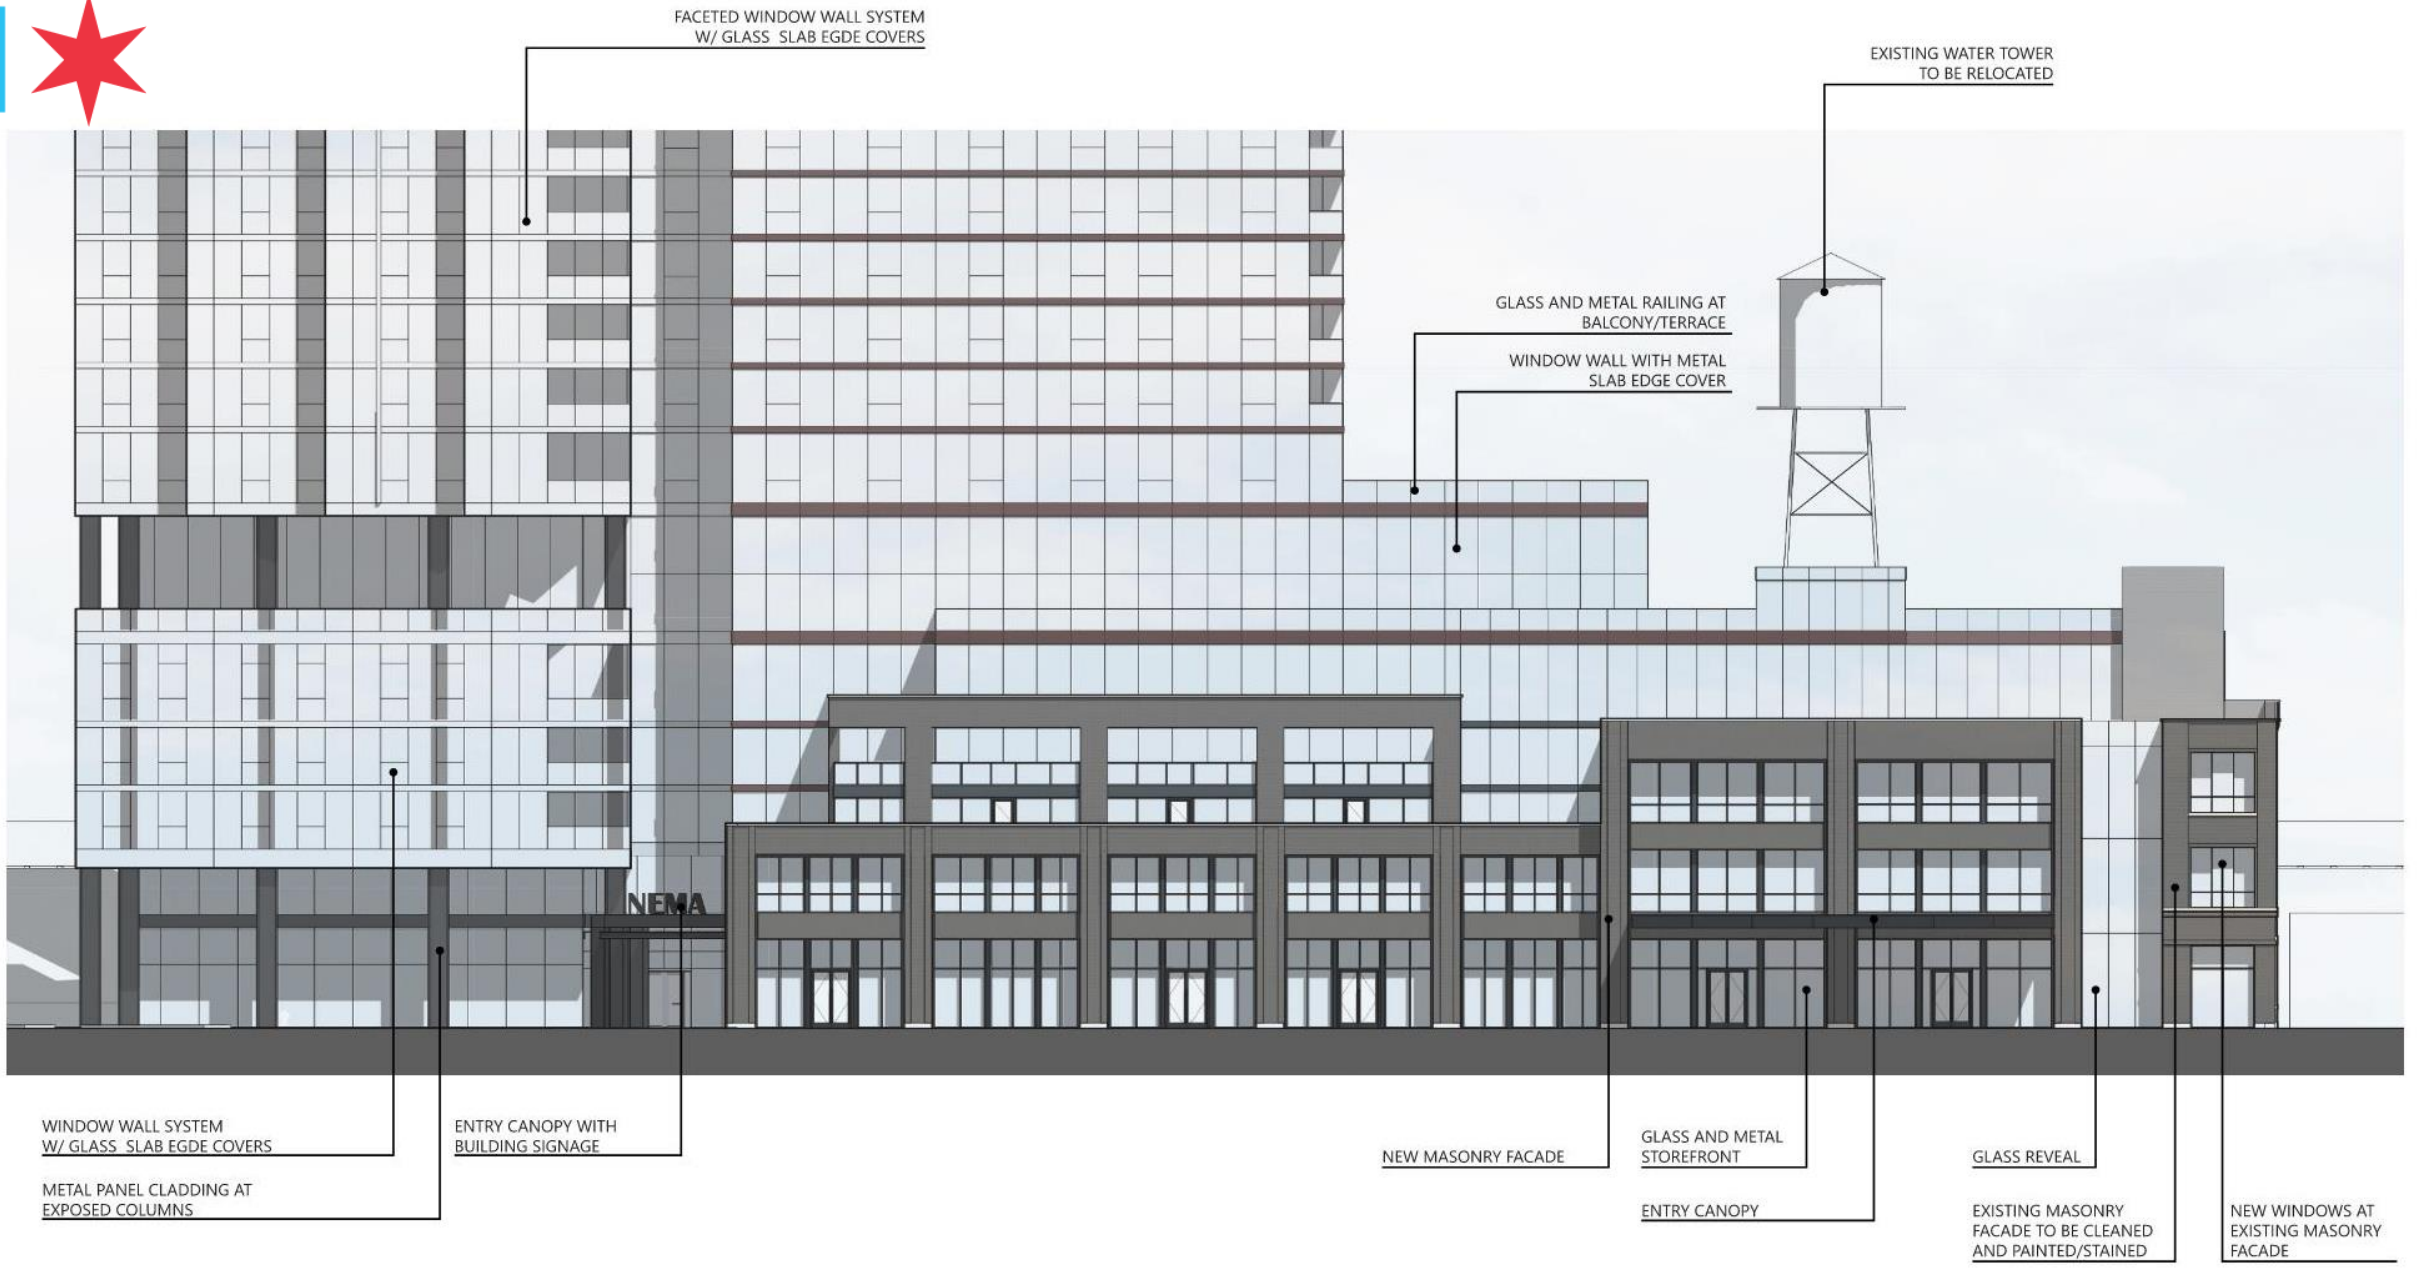 FACETED WINDOW WALL SYSTEM
W/ GLASS SLAB EGDE COVERS
EXISTING WATER TOWER
TO BE RELOCATED
GLASS AND METAL RAILING AT
BALCONY/TERRACE
WINDOW WALL WITH METAL
SLAB EDGE COVER
NEMA
WINDOW WALL SYSTEM
W/ GLASS SLAB EGDE COVERS
METAL PANEL CLADDING AT
EXPOSED COLUMNS
ENTRY CANOPY WITH
BUILDING SIGNAGE
NEW MASONRY FACADE
GLASS AND METAL
STOREFRONT
ENTRY CANOPY
GLASS REVEAL
EXISTING MASONRY
FACADE TO BE CLEANED
AND PAINTED/STAINED
NEW WINDOWS AT
EXISTING MASONRY
FACADE